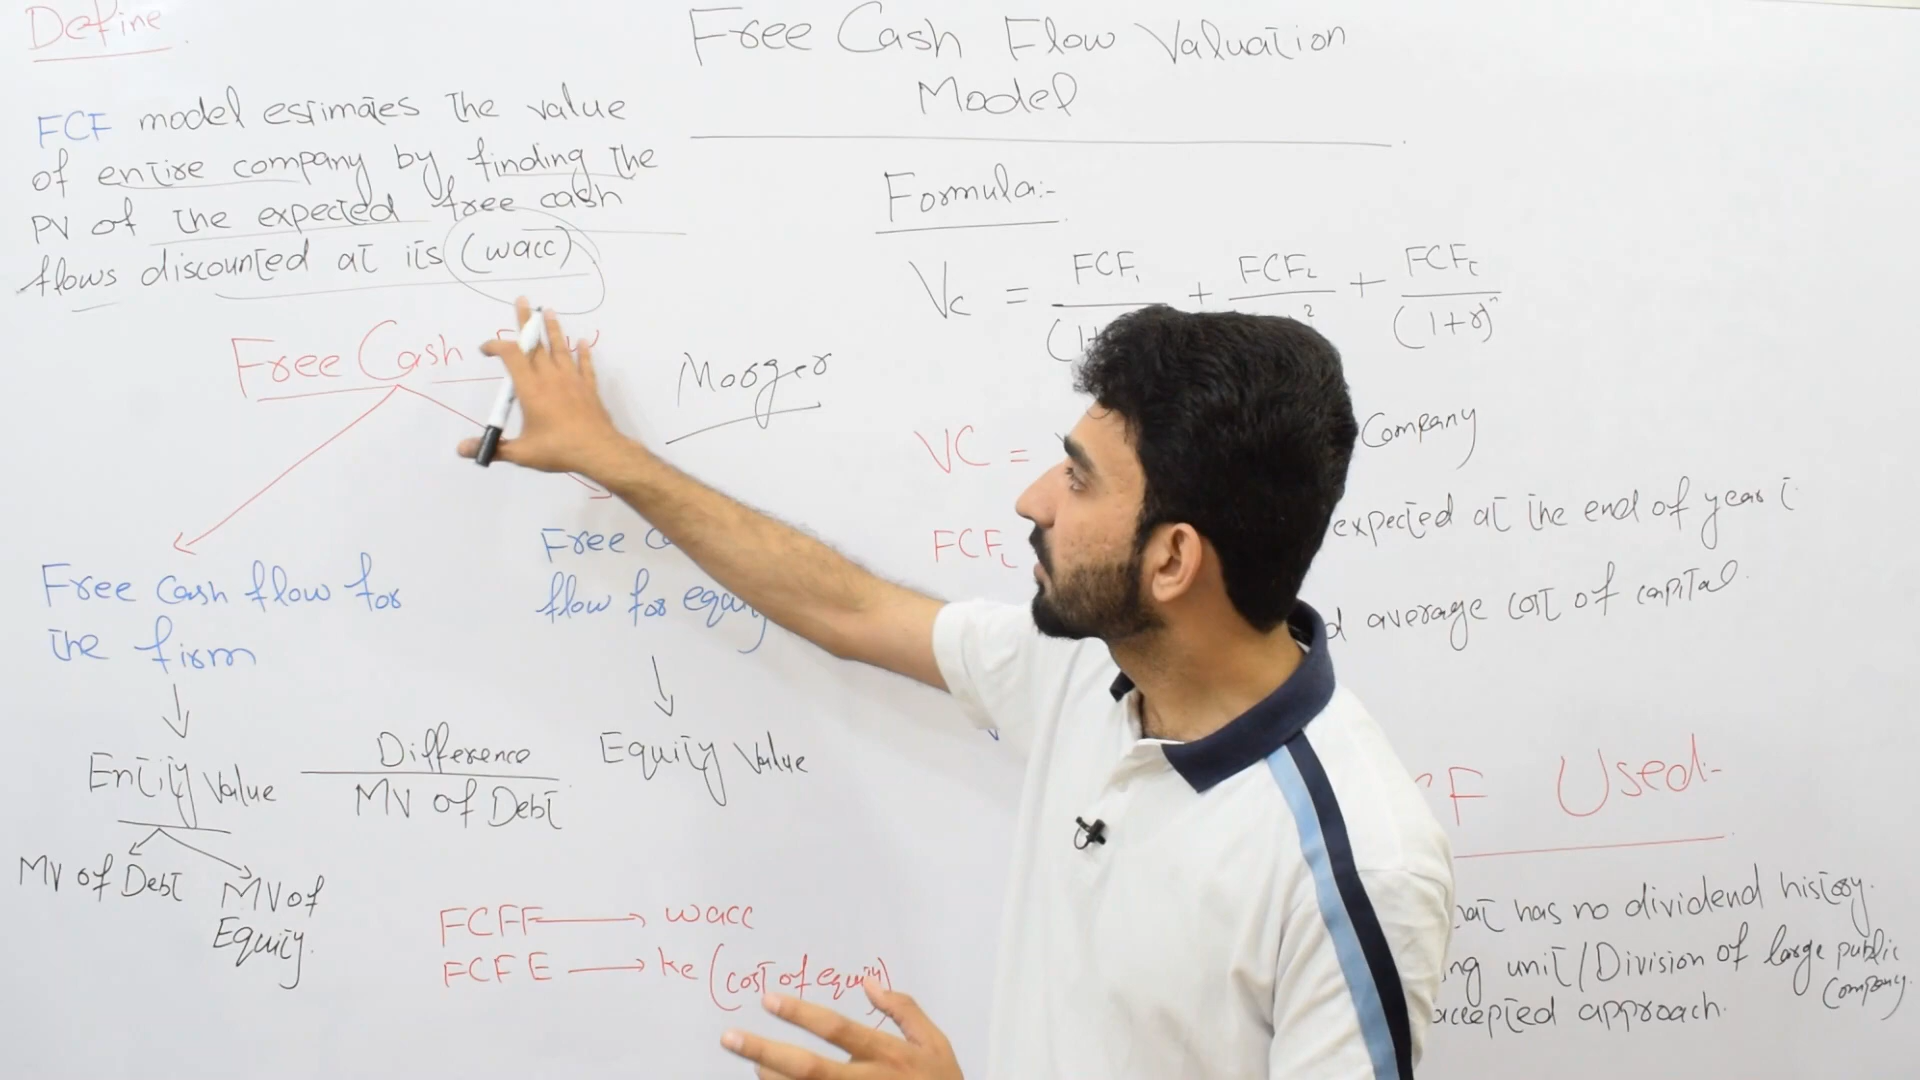 Define
FCF model estimates the value
of entire company by finding the
PV of the expected free cash
flows discounted at its (wacc)
Free Cash
Free Cash flow for
the firm
Free
flow for equity
Entity Value
Difference
MV of Debt
Equity Value
MV of Debt
MV of
Equity.
FCFF → wacc
FCFE → ke (cost of equity)
Morger
Free Cash Flow Valuation
Model
Formula:-
Vc = FCF1 + FCF2 + FCFt
2 (1+r)^n
VC =
Company
FCFt
expected at the end of year t
average cost of capital
Used:-
has no dividend history.
unit/Division of large public
Company.
accepted approach.